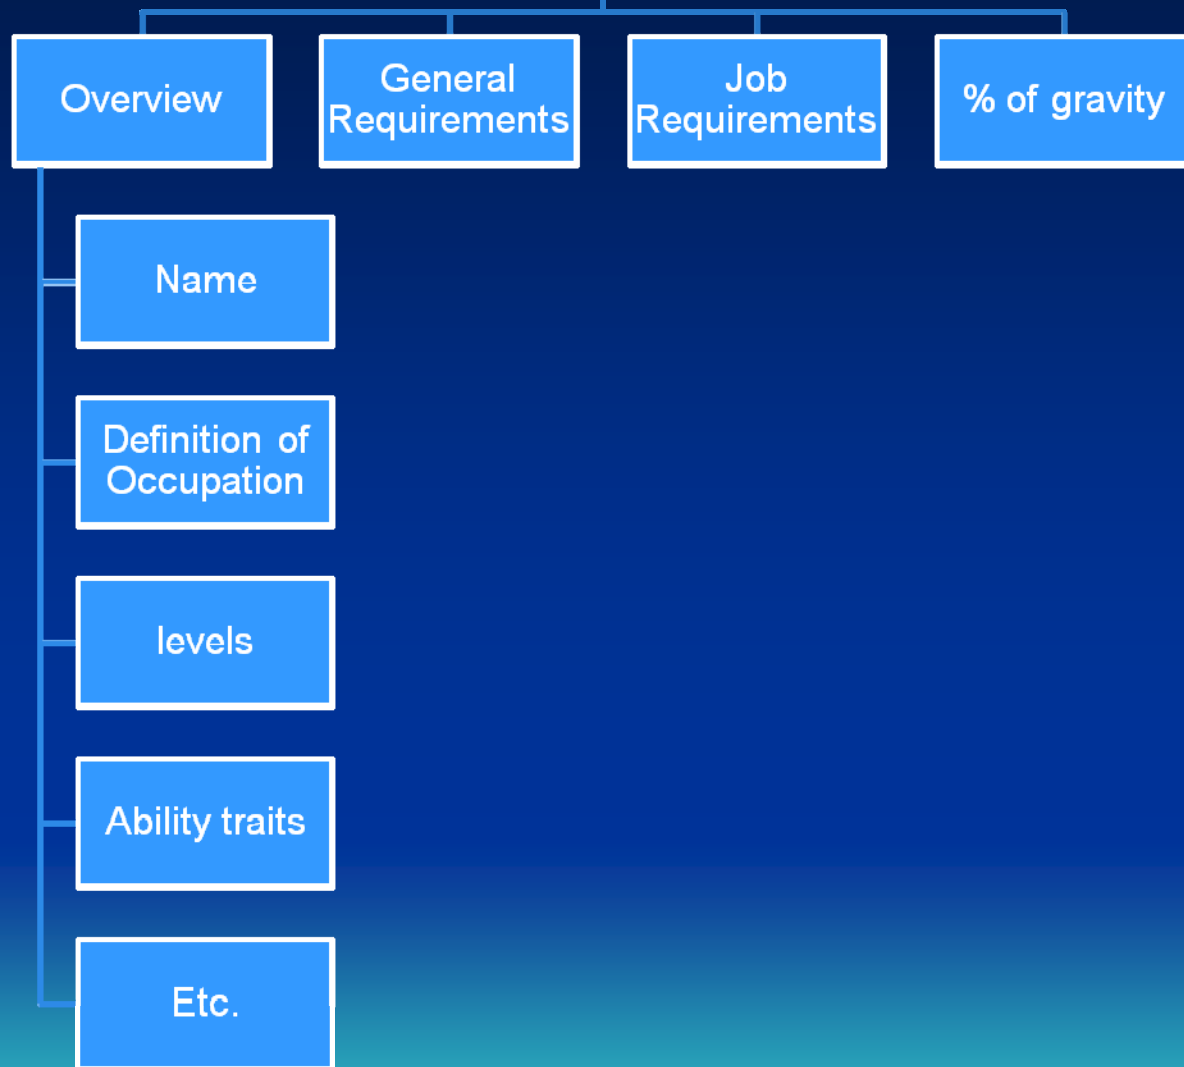 Overview
General
Requirements
Job
Requirements
% of gravity
Name
Definition of
Occupation
levels
Ability traits
Etc.